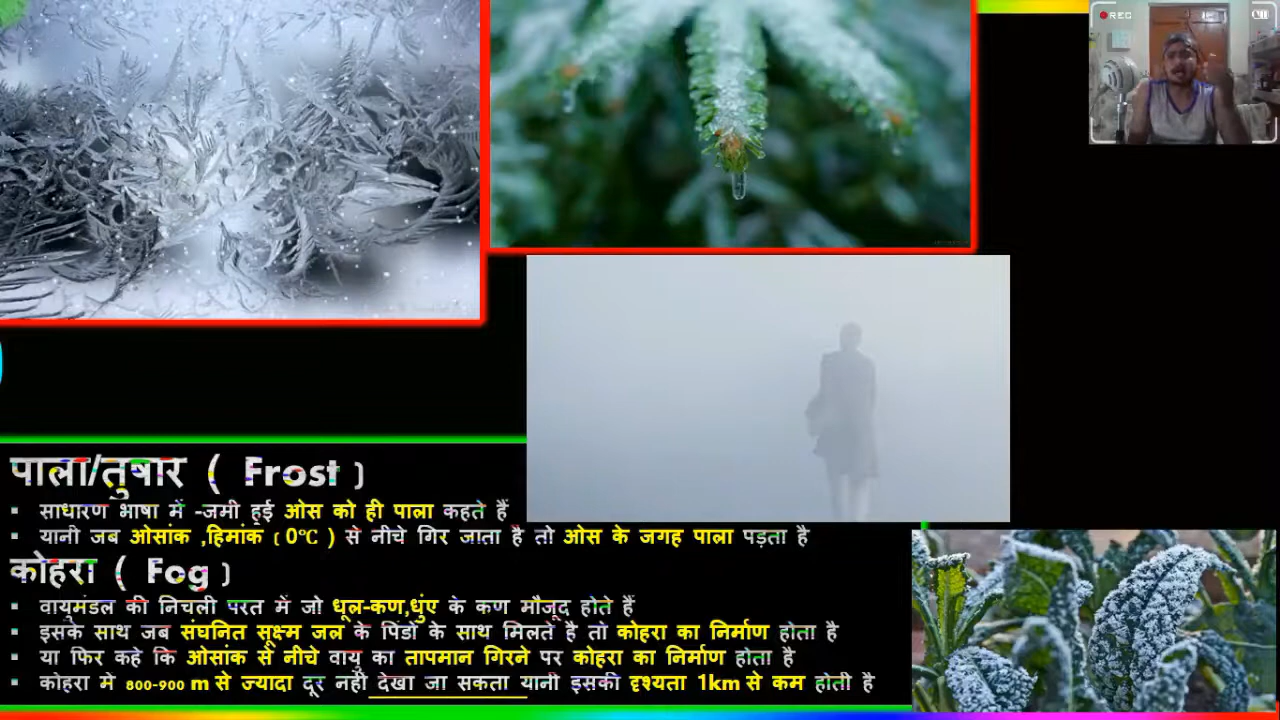 REC
पाला/तुषार ( Frost )
साधारण भाषा में -जमी हुई ओस को ही पाला कहते हैं
यानी जब ओसांक ,हिमांक ( 0°C ) से नीचे गिर जाता है तो ओस के जगह पाला पड़ता है
कोहरा ( Fog )
वायुमंडल की निचली परत में जो धूल-कण,धुंए के कण मौजूद होते हैं
इसके साथ जब संघनित सूक्ष्म जल के पिंडो के साथ मिलते है तो कोहरा का निर्माण होता है
या फिर कहे कि ओसांक से नीचे वायु का तापमान गिरने पर कोहरा का निर्माण होता है
कोहरा मे 800-900 m से ज्यादा दूर नही देखा जा सकता यानी इसकी दृश्यता 1km से कम होती है